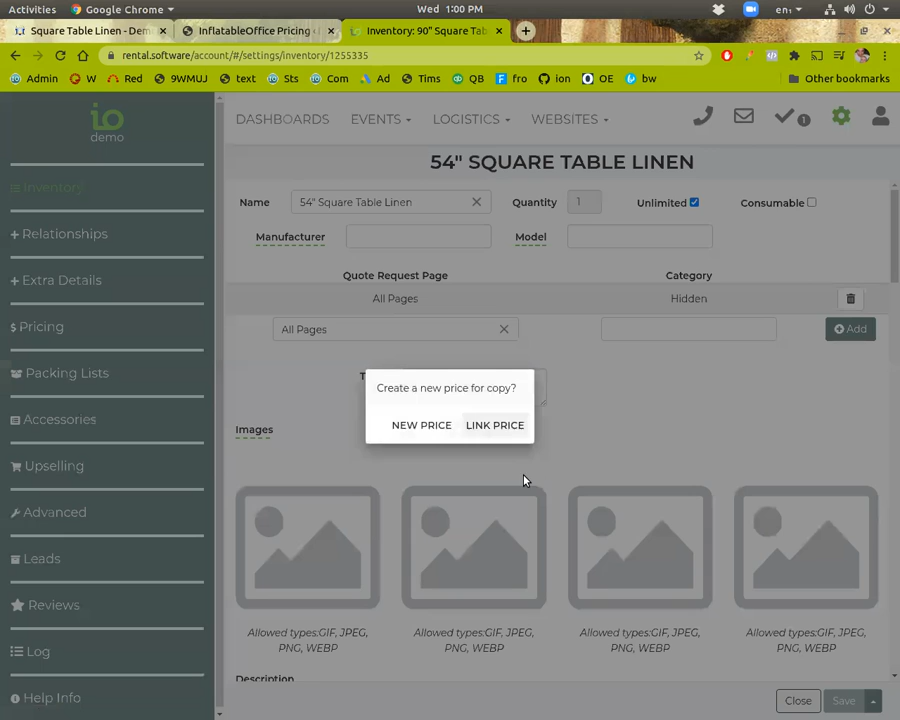 Activities
Google Chrome
Wed 1:00 PM
en₁
Square Table Linen - Dem
InflatableOffice Pricing
Inventory: 90" Square Tab
rental.software/account/#/settings/inventory/1255335
Admin
W
Red
9WMUJ
text
Sts
Com
Ad
Tims
QB
fro
ion
OE
bw
Other bookmarks
io
demo
Inventory
Relationships
Extra Details
Pricing
Packing Lists
Accessories
Upselling
Advanced
Leads
Reviews
Log
Help Info
DASHBOARDS
EVENTS
LOGISTICS
WEBSITES
1
54" SQUARE TABLE LINEN
Name
54" Square Table Linen
Quantity
1
Unlimited
Consumable
Manufacturer
Model
Quote Request Page
Category
All Pages
Hidden
All Pages
Add
Create a new price for copy?
NEW PRICE
LINK PRICE
Images
Allowed types:GIF, JPEG,
PNG, WEBP
Allowed types:GIF, JPEG,
PNG, WEBP
Allowed types:GIF, JPEG,
PNG, WEBP
Allowed types:GIF, JPEG,
PNG, WEBP
Description
Close
Save